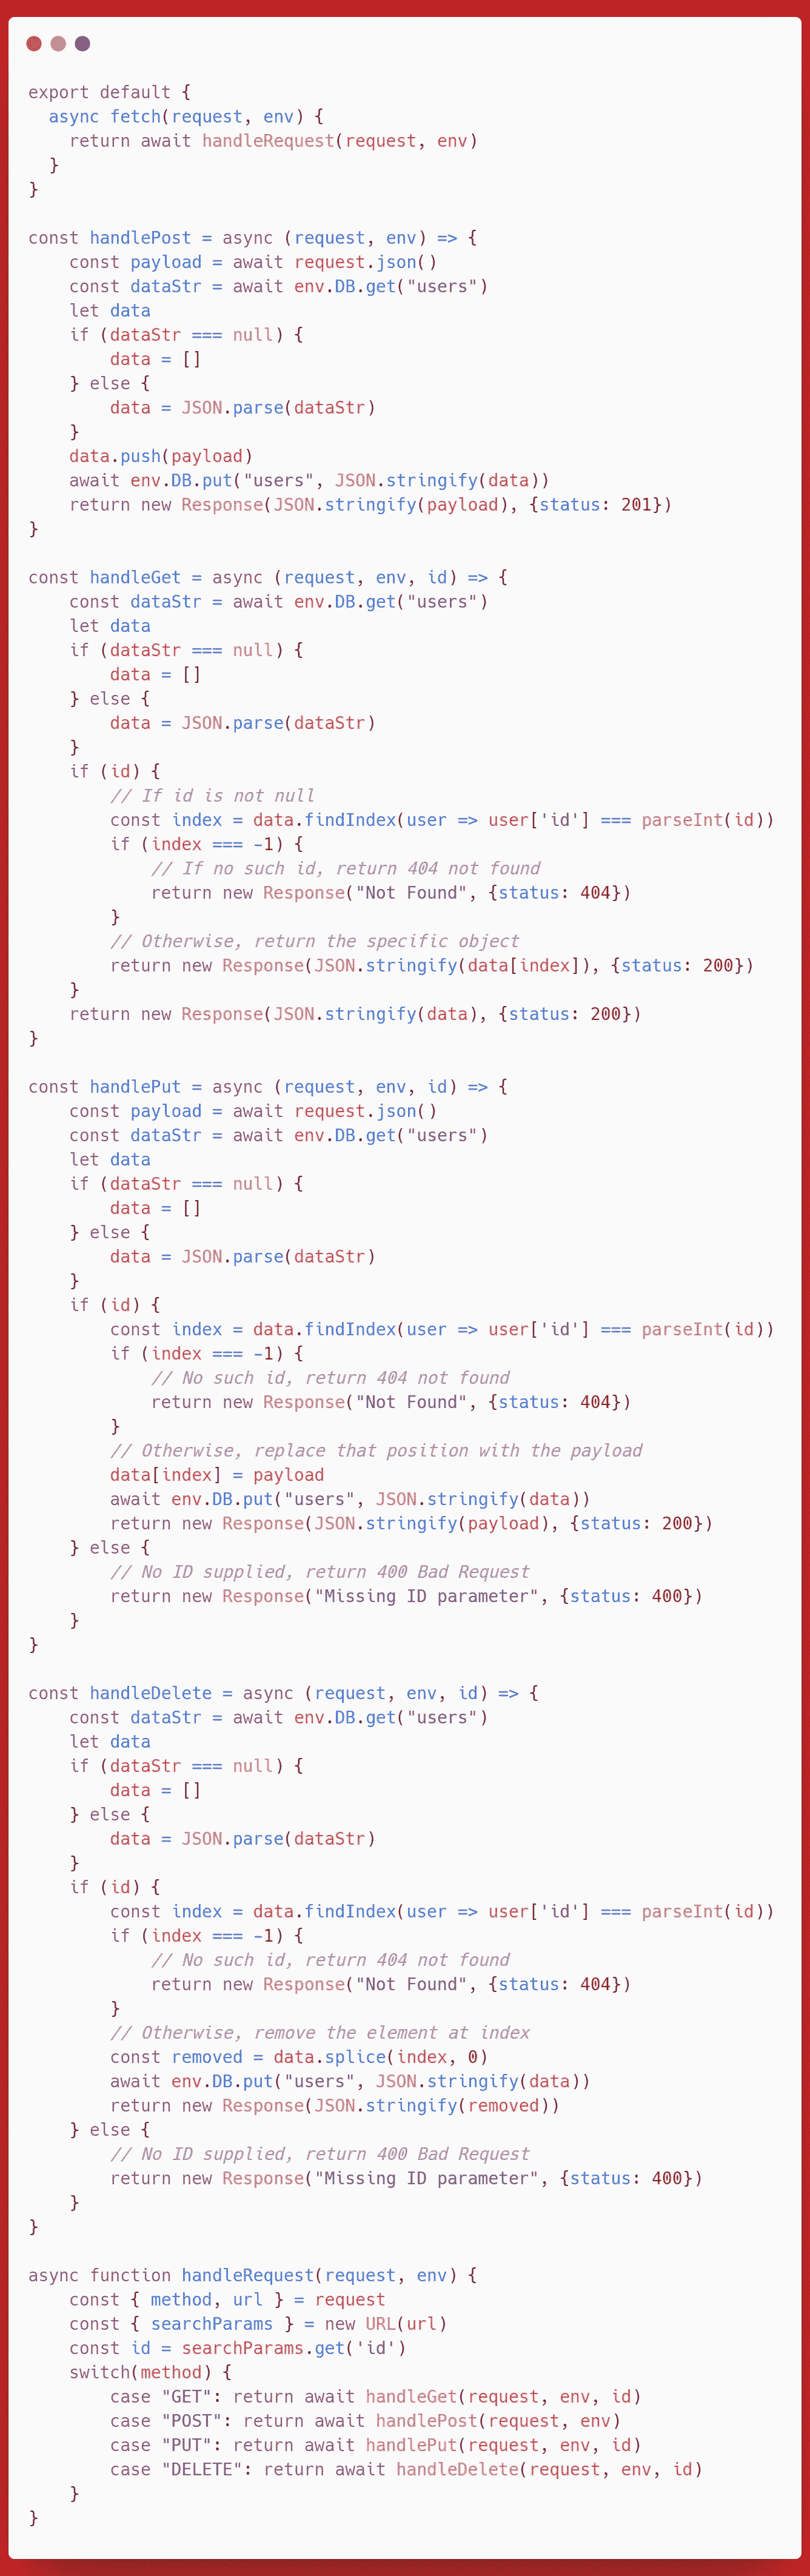 export default {
  async fetch(request, env) {
    return await handleRequest(request, env)
  }
}

const handlePost = async (request, env) => {
    const payload = await request.json()
    const dataStr = await env.DB.get("users")
    let data
    if (dataStr === null) {
        data = []
    } else {
        data = JSON.parse(dataStr)
    }
    data.push(payload)
    await env.DB.put("users", JSON.stringify(data))
    return new Response(JSON.stringify(payload), {status: 201})
}

const handleGet = async (request, env, id) => {
    const dataStr = await env.DB.get("users")
    let data
    if (dataStr === null) {
        data = []
    } else {
        data = JSON.parse(dataStr)
    }
    if (id) {
        // If id is not null
        const index = data.findIndex(user => user['id'] === parseInt(id))
        if (index === -1) {
            // If no such id, return 404 not found
            return new Response("Not Found", {status: 404})
        }
        // Otherwise, return the specific object
        return new Response(JSON.stringify(data[index]), {status: 200})
    }
    return new Response(JSON.stringify(data), {status: 200})
}

const handlePut = async (request, env, id) => {
    const payload = await request.json()
    const dataStr = await env.DB.get("users")
    let data
    if (dataStr === null) {
        data = []
    } else {
        data = JSON.parse(dataStr)
    }
    if (id) {
        const index = data.findIndex(user => user['id'] === parseInt(id))
        if (index === -1) {
            // No such id, return 404 not found
            return new Response("Not Found", {status: 404})
        }
        // Otherwise, replace that position with the payload
        data[index] = payload
        await env.DB.put("users", JSON.stringify(data))
        return new Response(JSON.stringify(payload), {status: 200})
    } else {
        // No ID supplied, return 400 Bad Request
        return new Response("Missing ID parameter", {status: 400})
    }
}

const handleDelete = async (request, env, id) => {
    const dataStr = await env.DB.get("users")
    let data
    if (dataStr === null) {
        data = []
    } else {
        data = JSON.parse(dataStr)
    }
    if (id) {
        const index = data.findIndex(user => user['id'] === parseInt(id))
        if (index === -1) {
            // No such id, return 404 not found
            return new Response("Not Found", {status: 404})
        }
        // Otherwise, remove the element at index
        const removed = data.splice(index, 0)
        await env.DB.put("users", JSON.stringify(data))
        return new Response(JSON.stringify(removed))
    } else {
        // No ID supplied, return 400 Bad Request
        return new Response("Missing ID parameter", {status: 400})
    }
}

async function handleRequest(request, env) {
    const { method, url } = request
    const { searchParams } = new URL(url)
    const id = searchParams.get('id')
    switch(method) {
        case "GET": return await handleGet(request, env, id)
        case "POST": return await handlePost(request, env)
        case "PUT": return await handlePut(request, env, id)
        case "DELETE": return await handleDelete(request, env, id)
    }
}